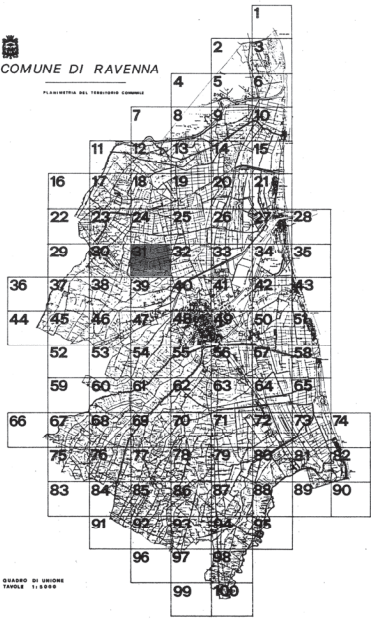 COMUNE DI RAVENNA
PLANIMETRIA DEL TERRITORIO COMUNALE
1
2 3
4 5 6
7 8 9 10
11 12 13 14 15
16 17 18 19 20 21
22 23 24 25 26 27 28
29 30 31 32 33 34 35
36 37 38 39 40 41 42 43
44 45 46 47 48 49 50 51
52 53 54 55 56 57 58
59 60 61 62 63 64 65
66 67 68 69 70 71 72 73 74
75 76 77 78 79 80 81 82
83 84 85 86 87 88 89 90
91 92 93 94 95
96 97 98
99 100
QUADRO DI UNIONE
TAVOLE 1:5000